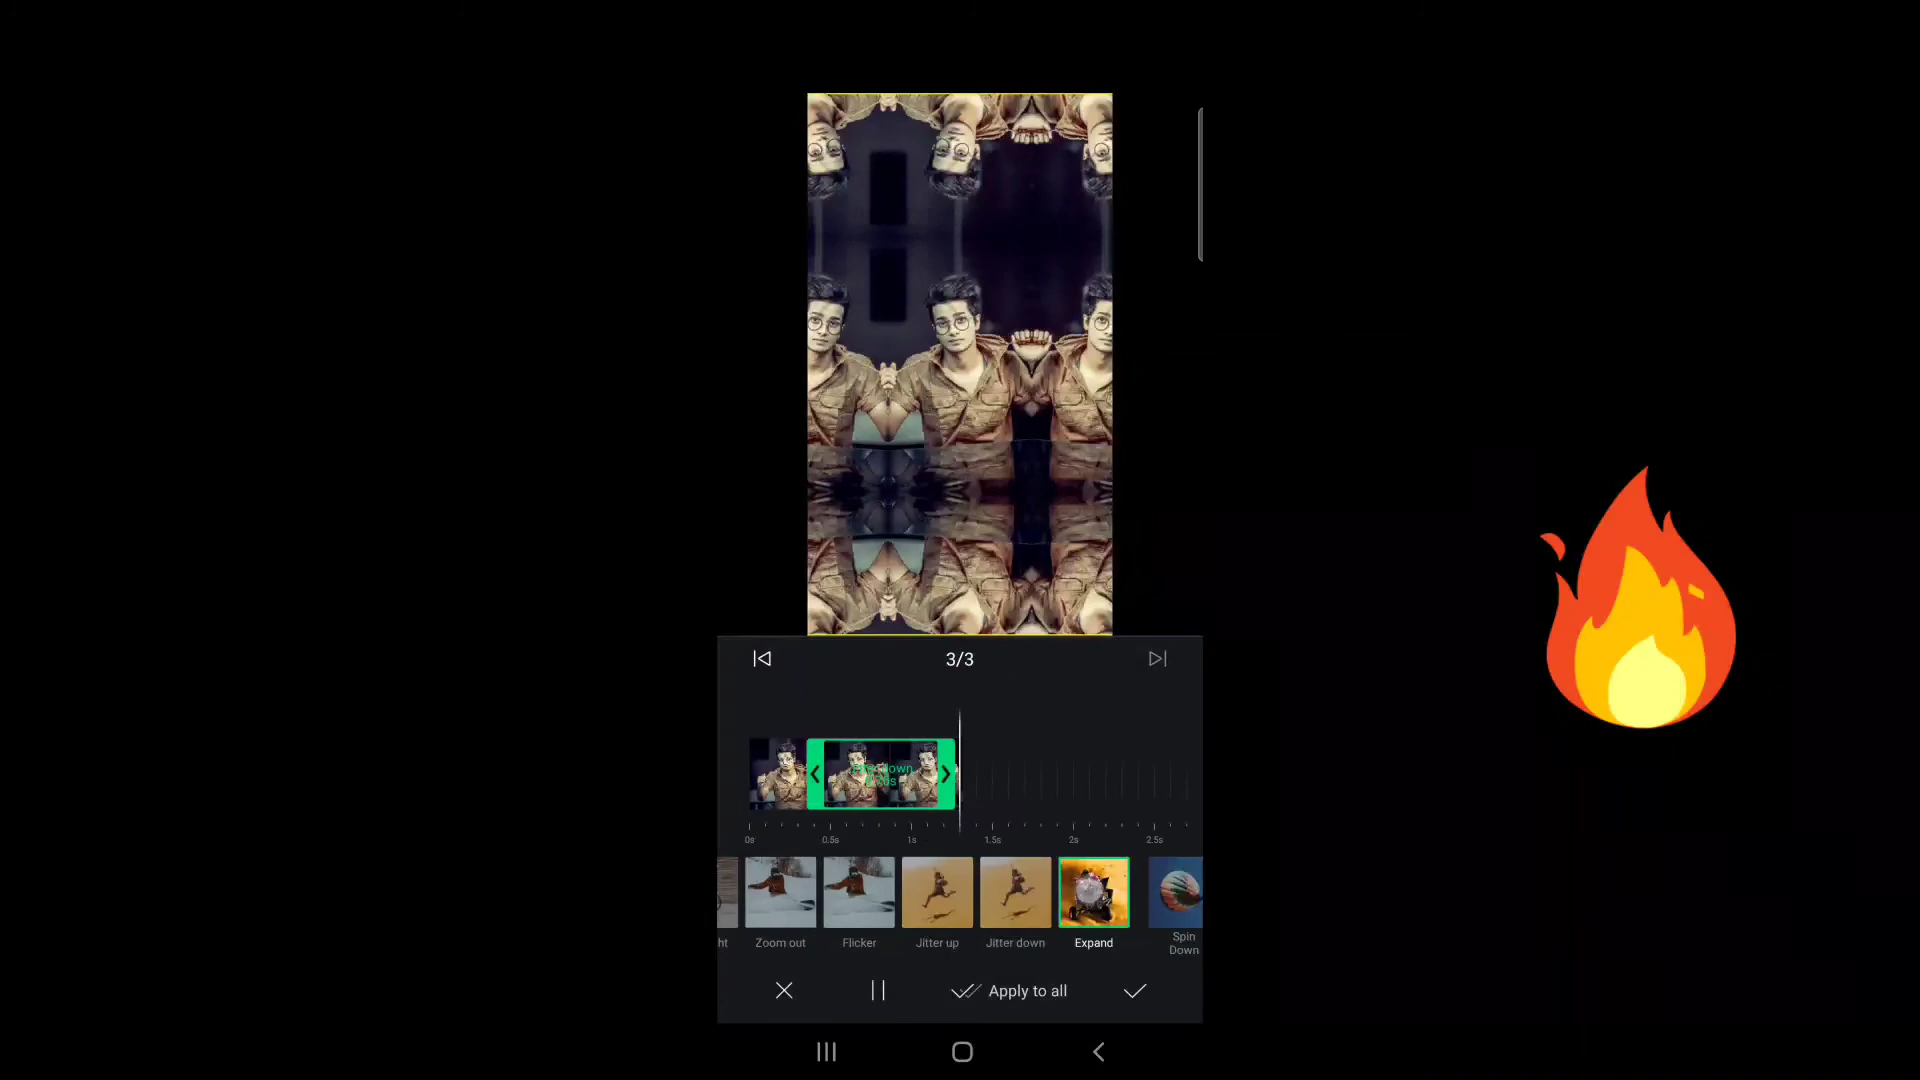 3/3
0s 0.5s 1s 1.5s 2s 2.5s
ht Zoom out Flicker Jitter up Jitter down Expand Spin Down
Apply to all